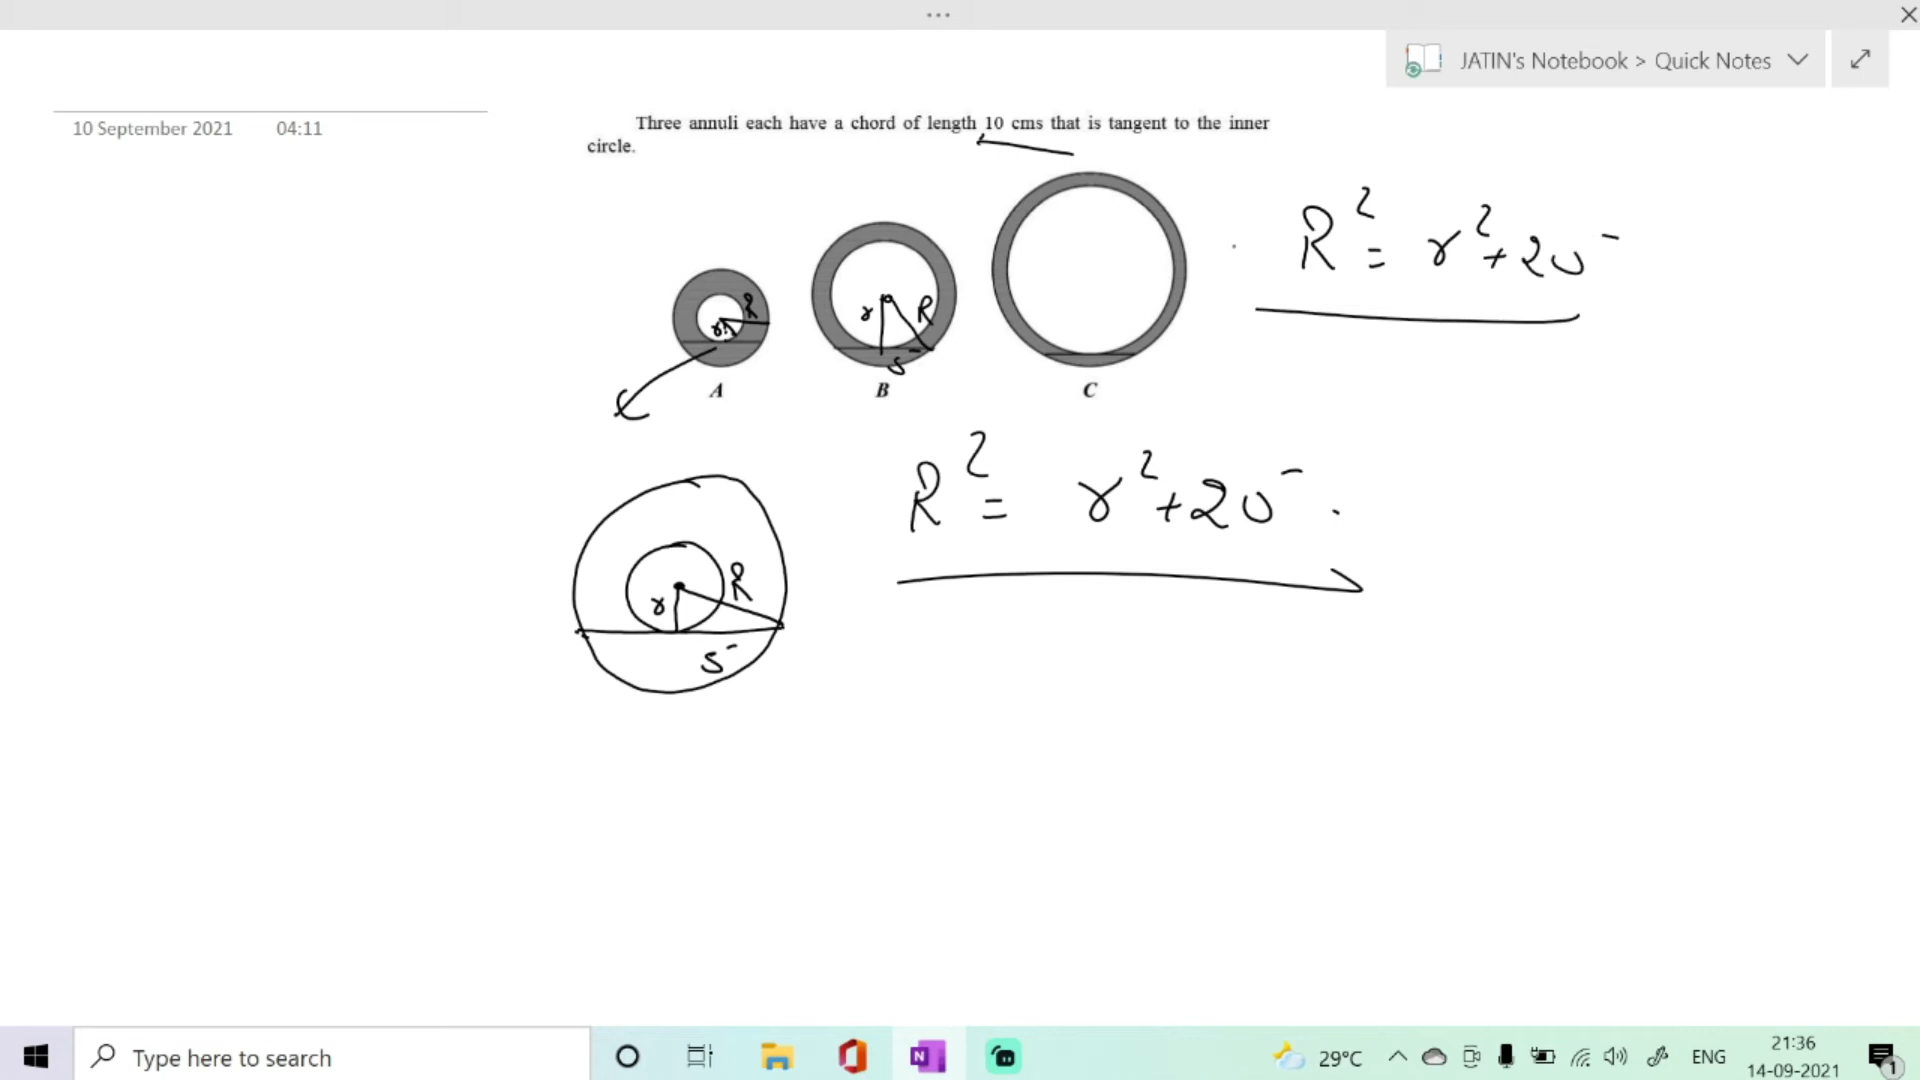 JATIN's Notebook > Quick Notes
10 September 2021 04:11
Three annuli each have a chord of length 10 cms that is tangent to the inner
circle.
R² = r² + 25
R
r
r R
5
A B C
R² = r² + 25.
R
r
5
Type here to search
N
29°C
ENG
21:36
14-09-2021
1